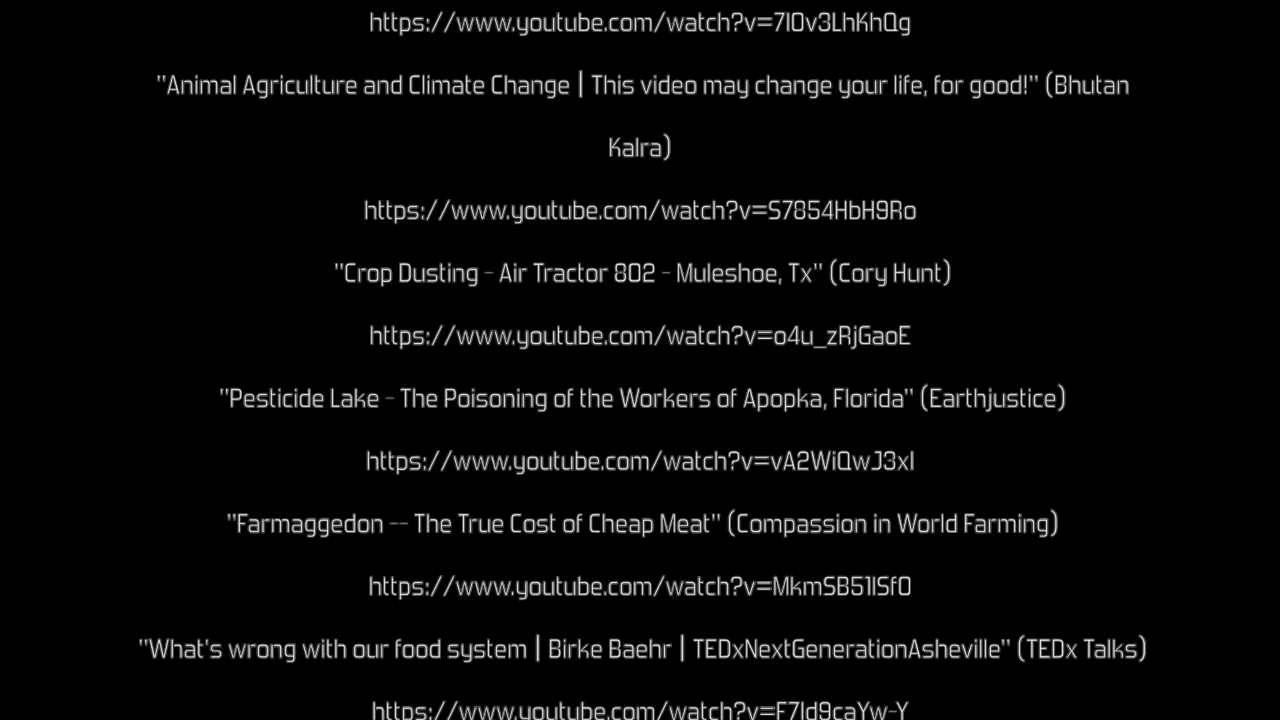 https://www.youtube.com/watch?v=7IOv3LhKhQg
"Animal Agriculture and Climate Change | This video may change your life, for good!" (Bhutan
Kalra)
https://www.youtube.com/watch?v=S7854HbH9Ro
"Crop Dusting - Air Tractor 802 - Muleshoe, Tx" (Cory Hunt)
https://www.youtube.com/watch?v=o4u_zRjGaoE
"Pesticide Lake - The Poisoning of the Workers of Apopka, Florida" (Earthjustice)
https://www.youtube.com/watch?v=vA2WiQwJ3xI
"Farmaggedon -- The True Cost of Cheap Meat" (Compassion in World Farming)
https://www.youtube.com/watch?v=MkmSB51ISf0
"What's wrong with our food system | Birke Baehr | TEDxNextGenerationAsheville" (TEDx Talks)
https://www.youtube.com/watch?v=F7Id9caYw-Y